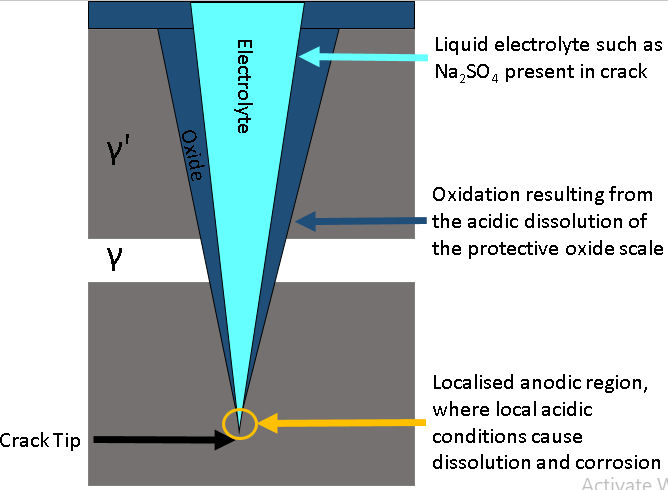 Electrolyte
Oxide
γ'
γ
Liquid electrolyte such as
Na₂SO₄ present in crack
Oxidation resulting from
the acidic dissolution of
the protective oxide scale
Localised anodic region,
where local acidic
conditions cause
dissolution and corrosion
Crack Tip
Activate W